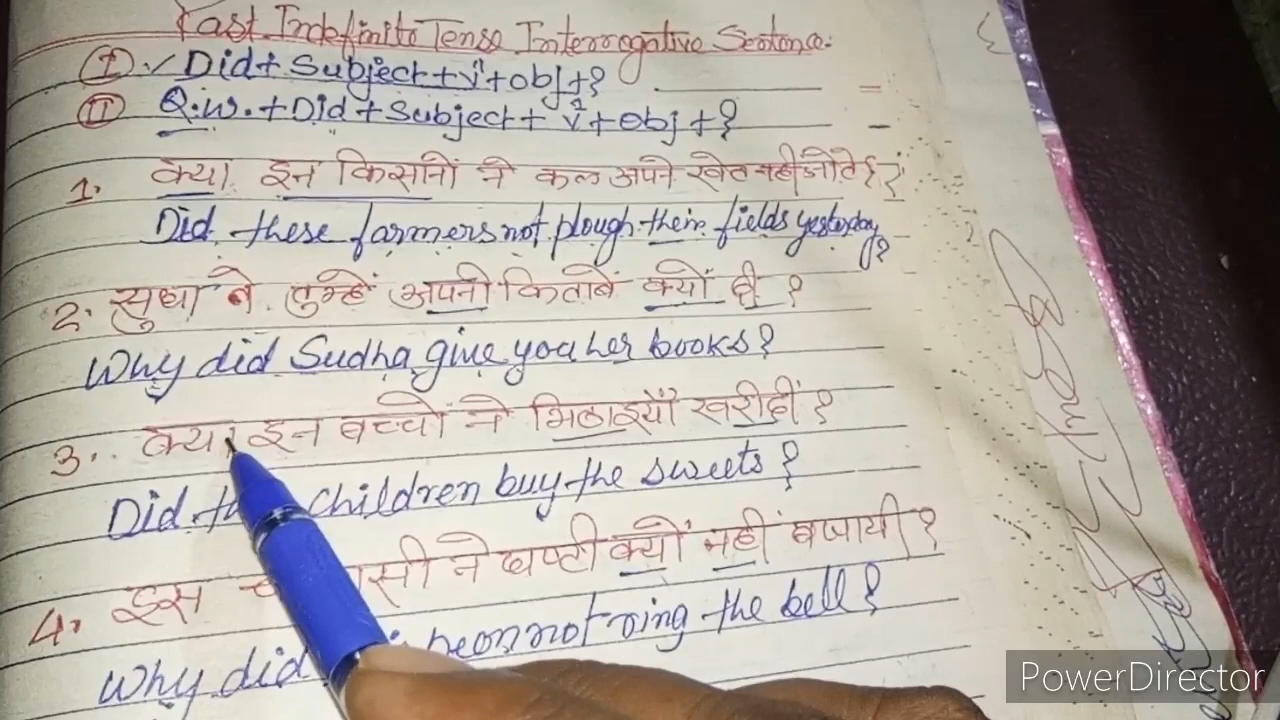 Past Indefinite Tense Interrogative Sentence.
(I) ✓ Did + Subject + v¹ + obj + ?
(II) Q.w. + Did + Subject + v¹ + obj + ?
1. क्या इन किसानों ने कल अपने खेत नहीं जोते ?
Did these farmers not plough their fields yesterday ?
2. सुधा ने तुम्हें अपनी किताबें क्यों दी ?
Why did Sudha give you her books ?
3. क्या इन बच्चों ने मिठाइयाँ खरीदीं ?
Did children buy the sweets ?
4. इस ने घण्टी क्यों नहीं बजायी ?
Why did not ring the bell ?
PowerDirector